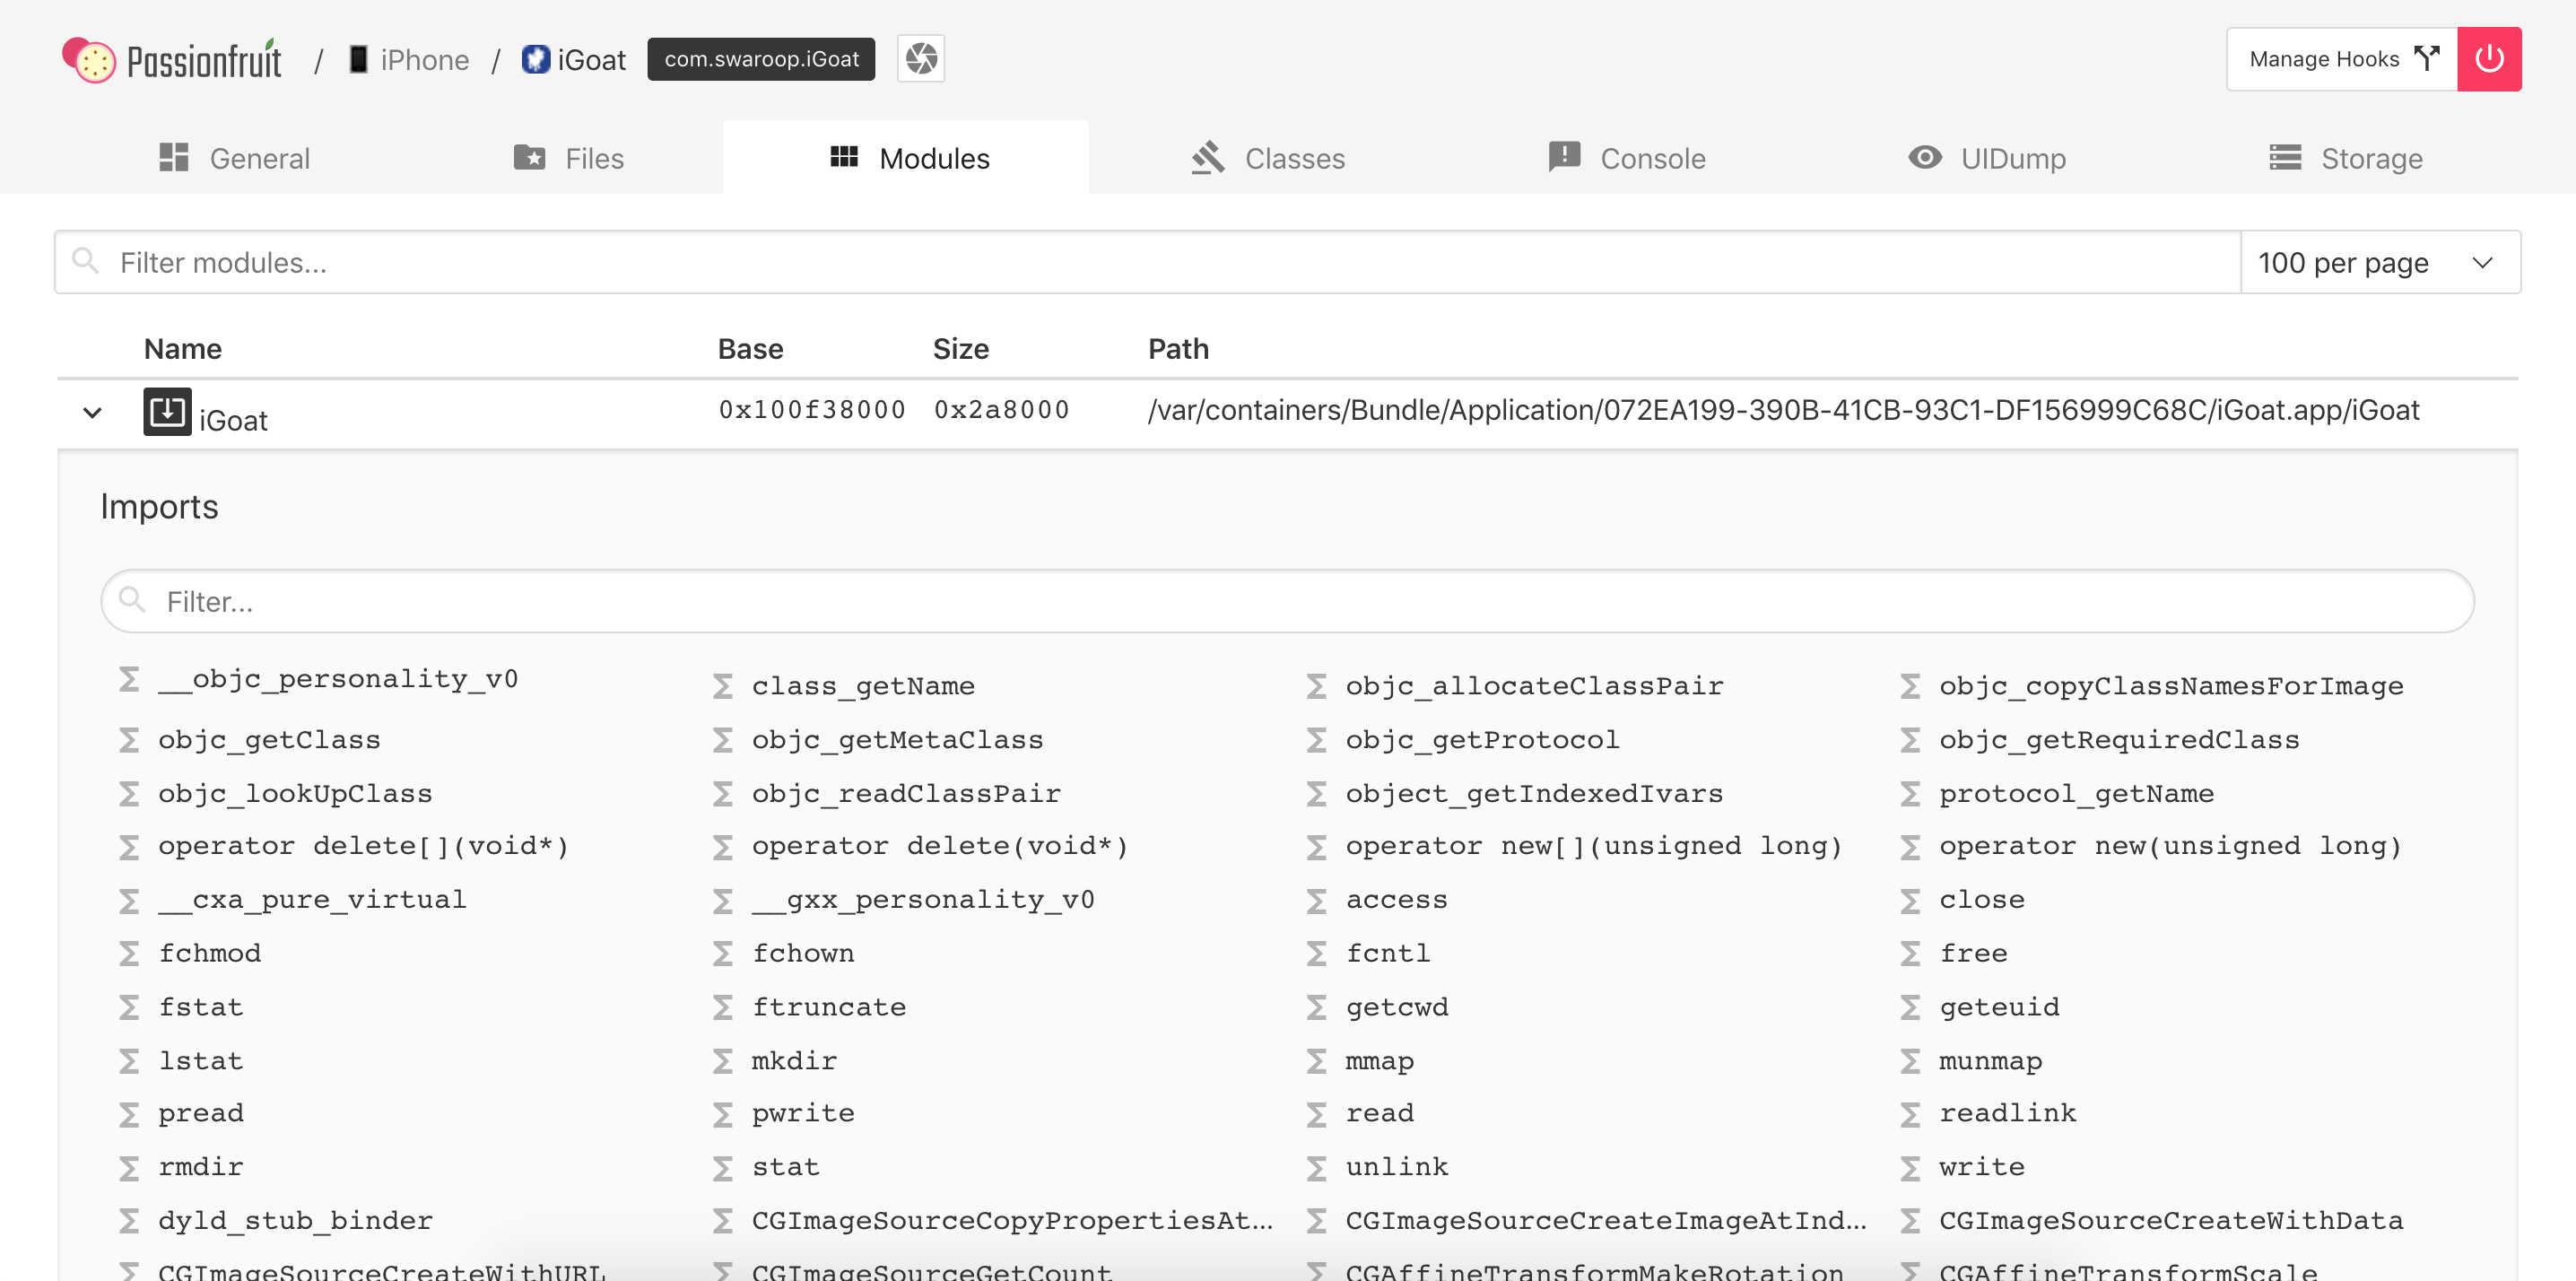 Passionfruit / iPhone / iGoat com.swaroop.iGoat Manage Hooks
General Files Modules Classes Console UIDump Storage
Filter modules... 100 per page
Name Base Size Path
iGoat 0x100f38000 0x2a8000 /var/containers/Bundle/Application/072EA199-390B-41CB-93C1-DF156999C68C/iGoat.app/iGoat
Imports
Filter...
Σ __objc_personality_v0 Σ class_getName Σ objc_allocateClassPair Σ objc_copyClassNamesForImage
Σ objc_getClass Σ objc_getMetaClass Σ objc_getProtocol Σ objc_getRequiredClass
Σ objc_lookUpClass Σ objc_readClassPair Σ object_getIndexedIvars Σ protocol_getName
Σ operator delete[](void*) Σ operator delete(void*) Σ operator new[](unsigned long) Σ operator new(unsigned long)
Σ __cxa_pure_virtual Σ __gxx_personality_v0 Σ access Σ close
Σ fchmod Σ fchown Σ fcntl Σ free
Σ fstat Σ ftruncate Σ getcwd Σ geteuid
Σ lstat Σ mkdir Σ mmap Σ munmap
Σ pread Σ pwrite Σ read Σ readlink
Σ rmdir Σ stat Σ unlink Σ write
Σ dyld_stub_binder Σ CGImageSourceCopyPropertiesAt... Σ CGImageSourceCreateImageAtInd... Σ CGImageSourceCreateWithData
Σ CGImageSourceCreateWithURL Σ CGImageSourceGetCount Σ CGAffineTransformMakeRotation Σ CGAffineTransformScale